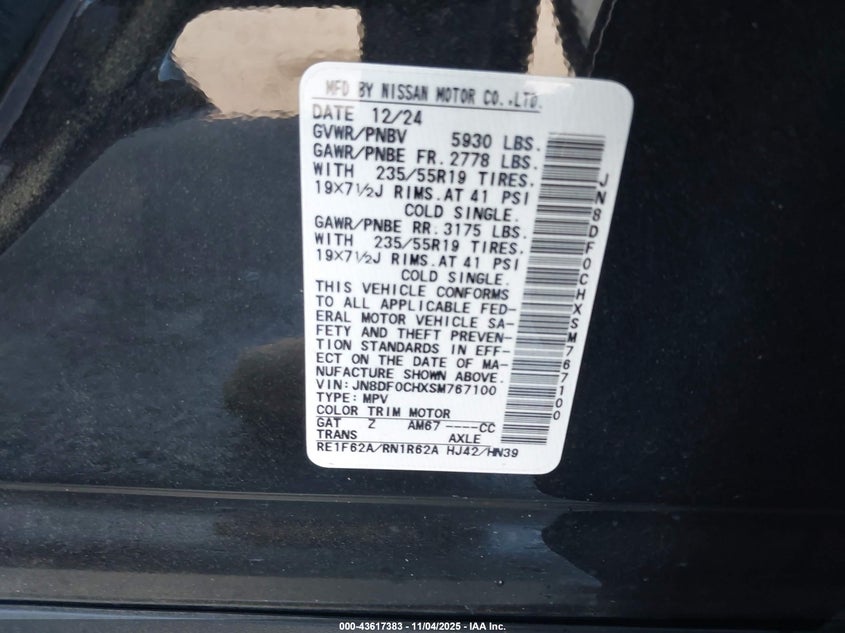 MFD BY NISSAN MOTOR CO.,LTD.
DATE 12/24
GVWR/PNBV 5930 LBS.
GAWR/PNBE FR. 2778 LBS.
WITH 235/55R19 TIRES.
19X7½J RIMS.AT 41 PSI
COLD SINGLE.
GAWR/PNBE RR. 3175 LBS.
WITH 235/55R19 TIRES.
19X7½J RIMS.AT 41 PSI
COLD SINGLE.
THIS VEHICLE CONFORMS
TO ALL APPLICABLE FED-
ERAL MOTOR VEHICLE SA-
FETY AND THEFT PREVEN-
TION STANDARDS IN EFF-
ECT ON THE DATE OF MA-
NUFACTURE SHOWN ABOVE.
VIN:JN8DF0CHXSM767100
TYPE:MPV
COLOR TRIM MOTOR
GAT Z AM67 ----CC
TRANS AXLE
RE1F62A/RN1R62A HJ42/HN39
JN8DF0CHXSM767100
000-43617383 - 11/04/2025 - IAA Inc.